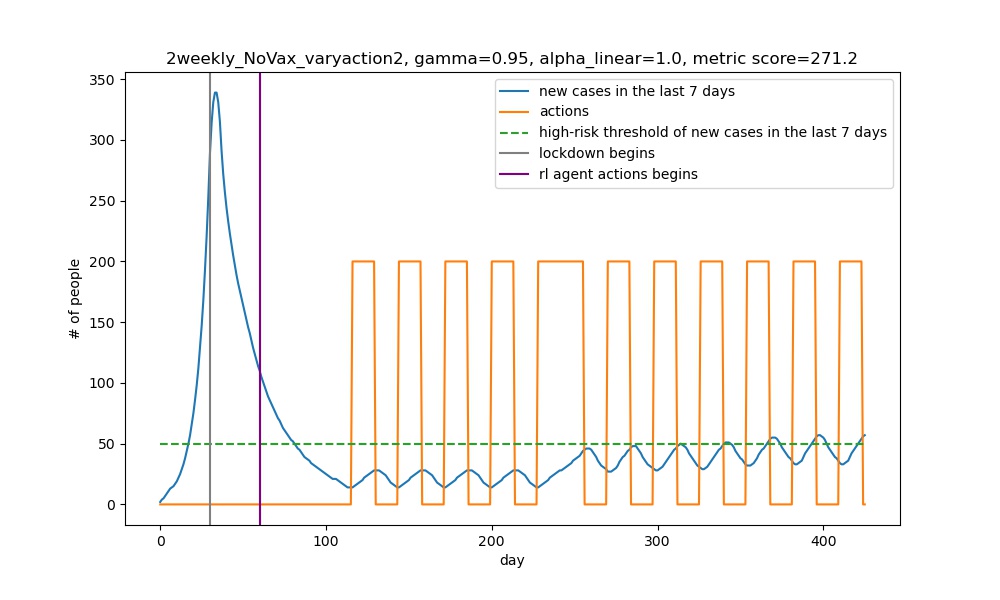 2weekly_NoVax_varyaction2, gamma=0.95, alpha_linear=1.0, metric score=271.2
new cases in the last 7 days
actions
high-risk threshold of new cases in the last 7 days
lockdown begins
rl agent actions begins
# of people
350
300
250
200
150
100
50
0
0 100 200 300 400
day